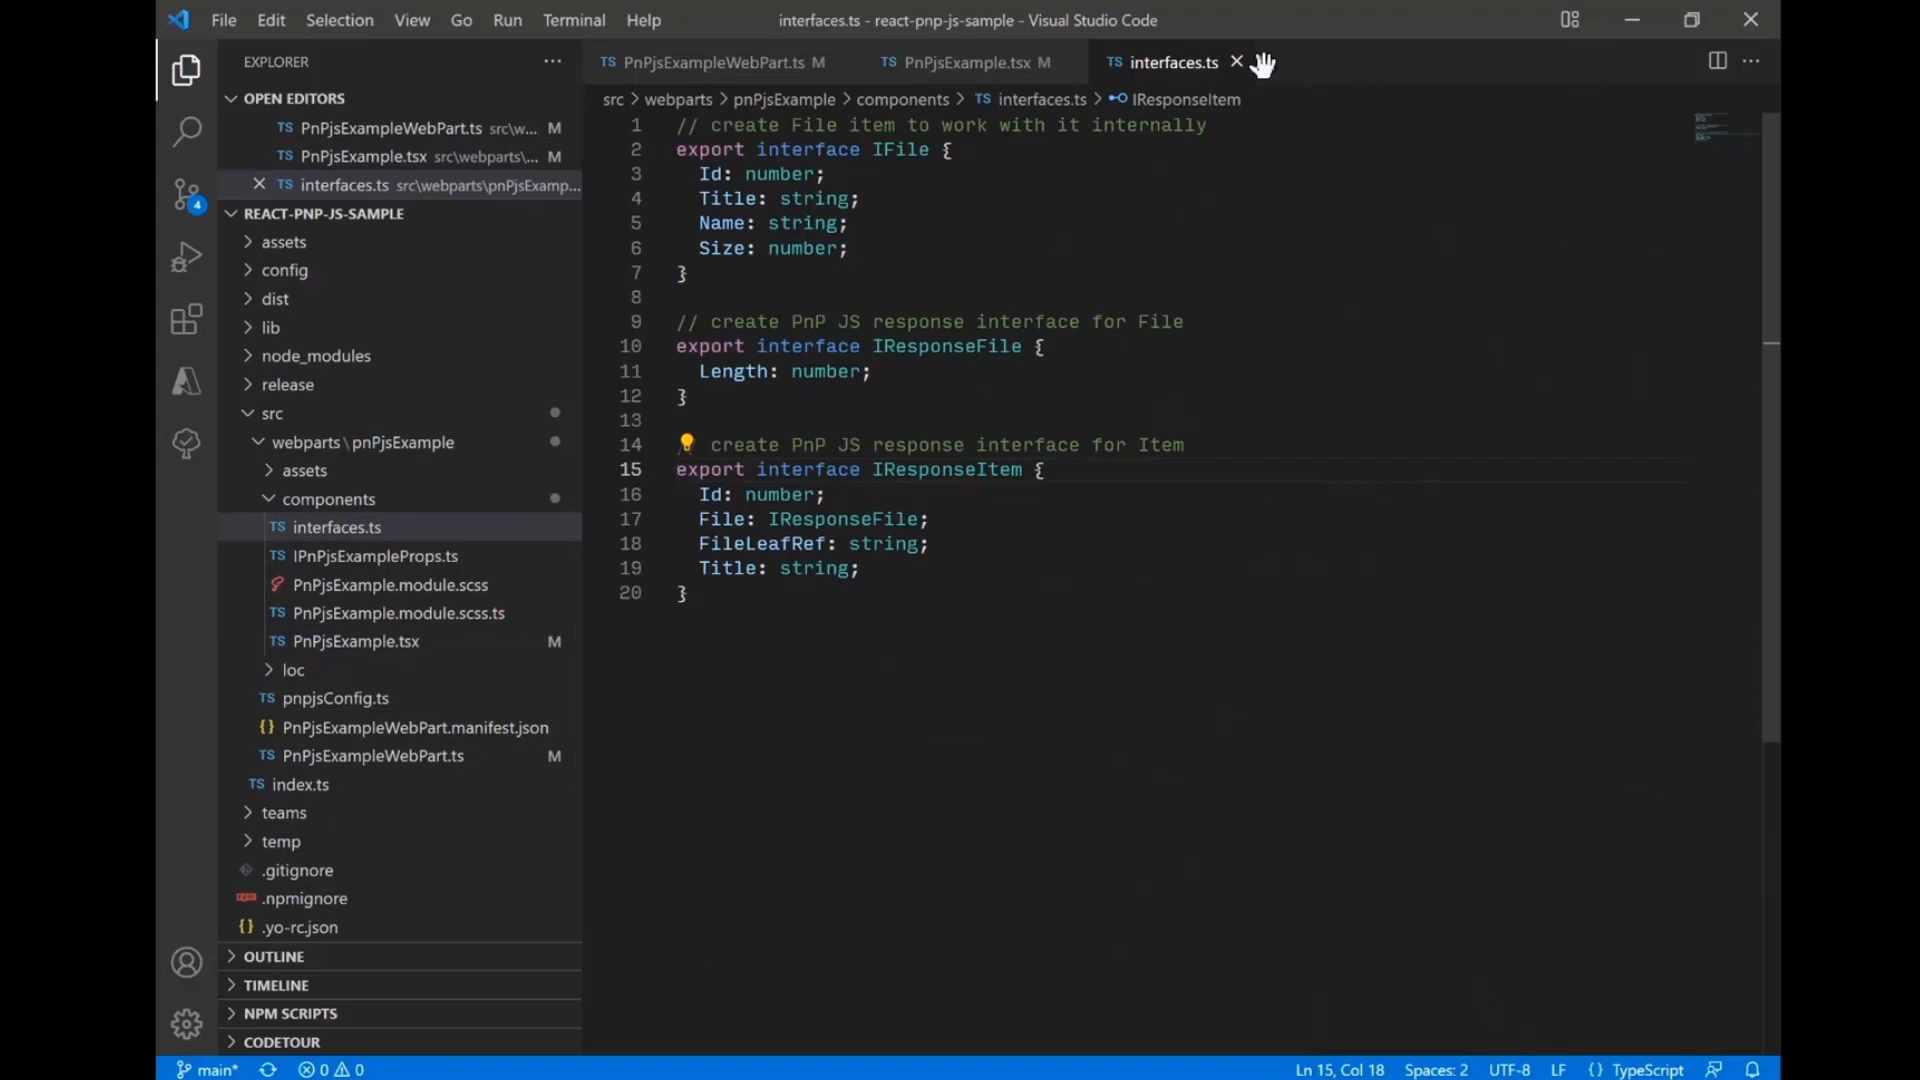 File Edit Selection View Go Run Terminal Help
interfaces.ts - react-pnp-js-sample - Visual Studio Code
EXPLORER
OPEN EDITORS
TS PnPjsExampleWebPart.ts src\w... M
TS PnPjsExample.tsx src\webparts\... M
TS interfaces.ts src\webparts\pnPjsExamp...
REACT-PNP-JS-SAMPLE
assets
config
dist
lib
node_modules
release
src
webparts\pnPjsExample
assets
components
TS interfaces.ts
TS IPnPjsExampleProps.ts
PnPjsExample.module.scss
TS PnPjsExample.module.scss.ts
TS PnPjsExample.tsx M
loc
TS pnpjsConfig.ts
{} PnPjsExampleWebPart.manifest.json
TS PnPjsExampleWebPart.ts M
TS index.ts
teams
temp
.gitignore
.npmignore
{} .yo-rc.json
OUTLINE
TIMELINE
NPM SCRIPTS
CODETOUR
4
TS PnPjsExampleWebPart.ts M
TS PnPjsExample.tsx M
TS interfaces.ts
src > webparts > pnPjsExample > components > TS interfaces.ts > IResponseItem
1 // create File item to work with it internally
2 export interface IFile {
3 Id: number;
4 Title: string;
5 Name: string;
6 Size: number;
7 }
8
9 // create PnP JS response interface for File
10 export interface IResponseFile {
11 Length: number;
12 }
13
14 create PnP JS response interface for Item
15 export interface IResponseItem {
16 Id: number;
17 File: IResponseFile;
18 FileLeafRef: string;
19 Title: string;
20 }
main* 0 0
Ln 15, Col 18 Spaces: 2 UTF-8 LF {} TypeScript